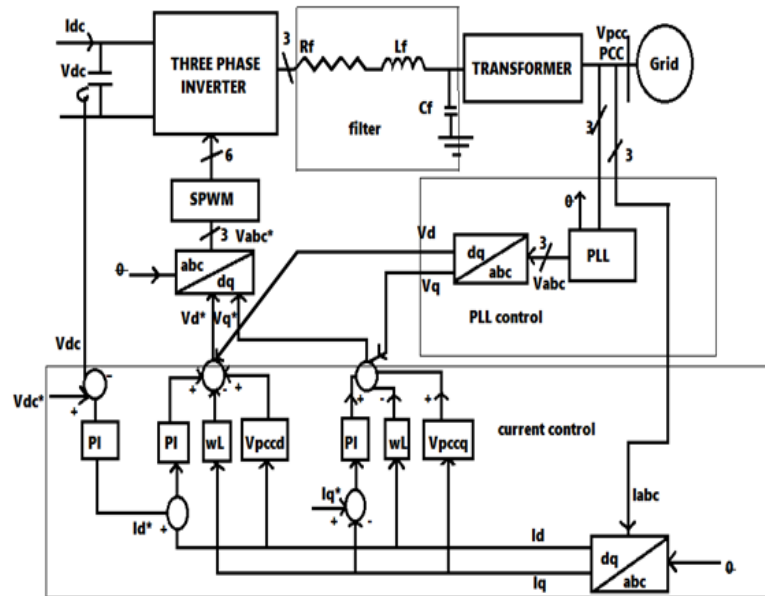 Idc
Vdc
THREE PHASE
INVERTER
3
Rf
Lf
Cf
filter
TRANSFORMER
Vpcc
PCC
Grid
3
3
6
SPWM
3
Vabc*
θ
abc
dq
Vd*
Vq*
Vd
Vq
dq
abc
3
Vabc
θ
PLL
PLL control
Vdc
-
Vdc*
+
PI
Id*
+
+
-
+
PI
wL
Vpccd
Iq*
+
-
+
-
+
PI
wL
Vpccq
current control
Iabc
Id
Iq
dq
abc
θ